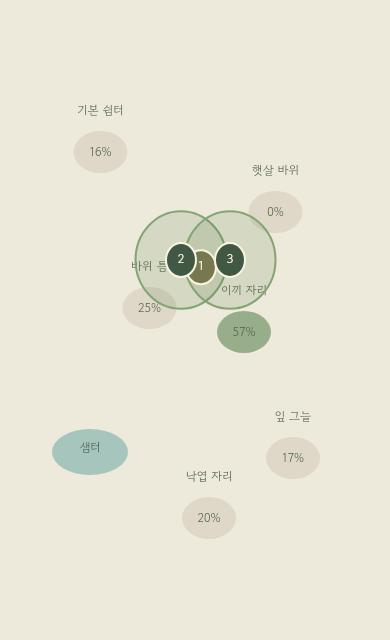 기본 쉼터
16%
햇살 바위
0%
2
1
3
바위 틈
이끼 자리
25%
57%
잎 그늘
샘터
17%
낙엽 자리
20%